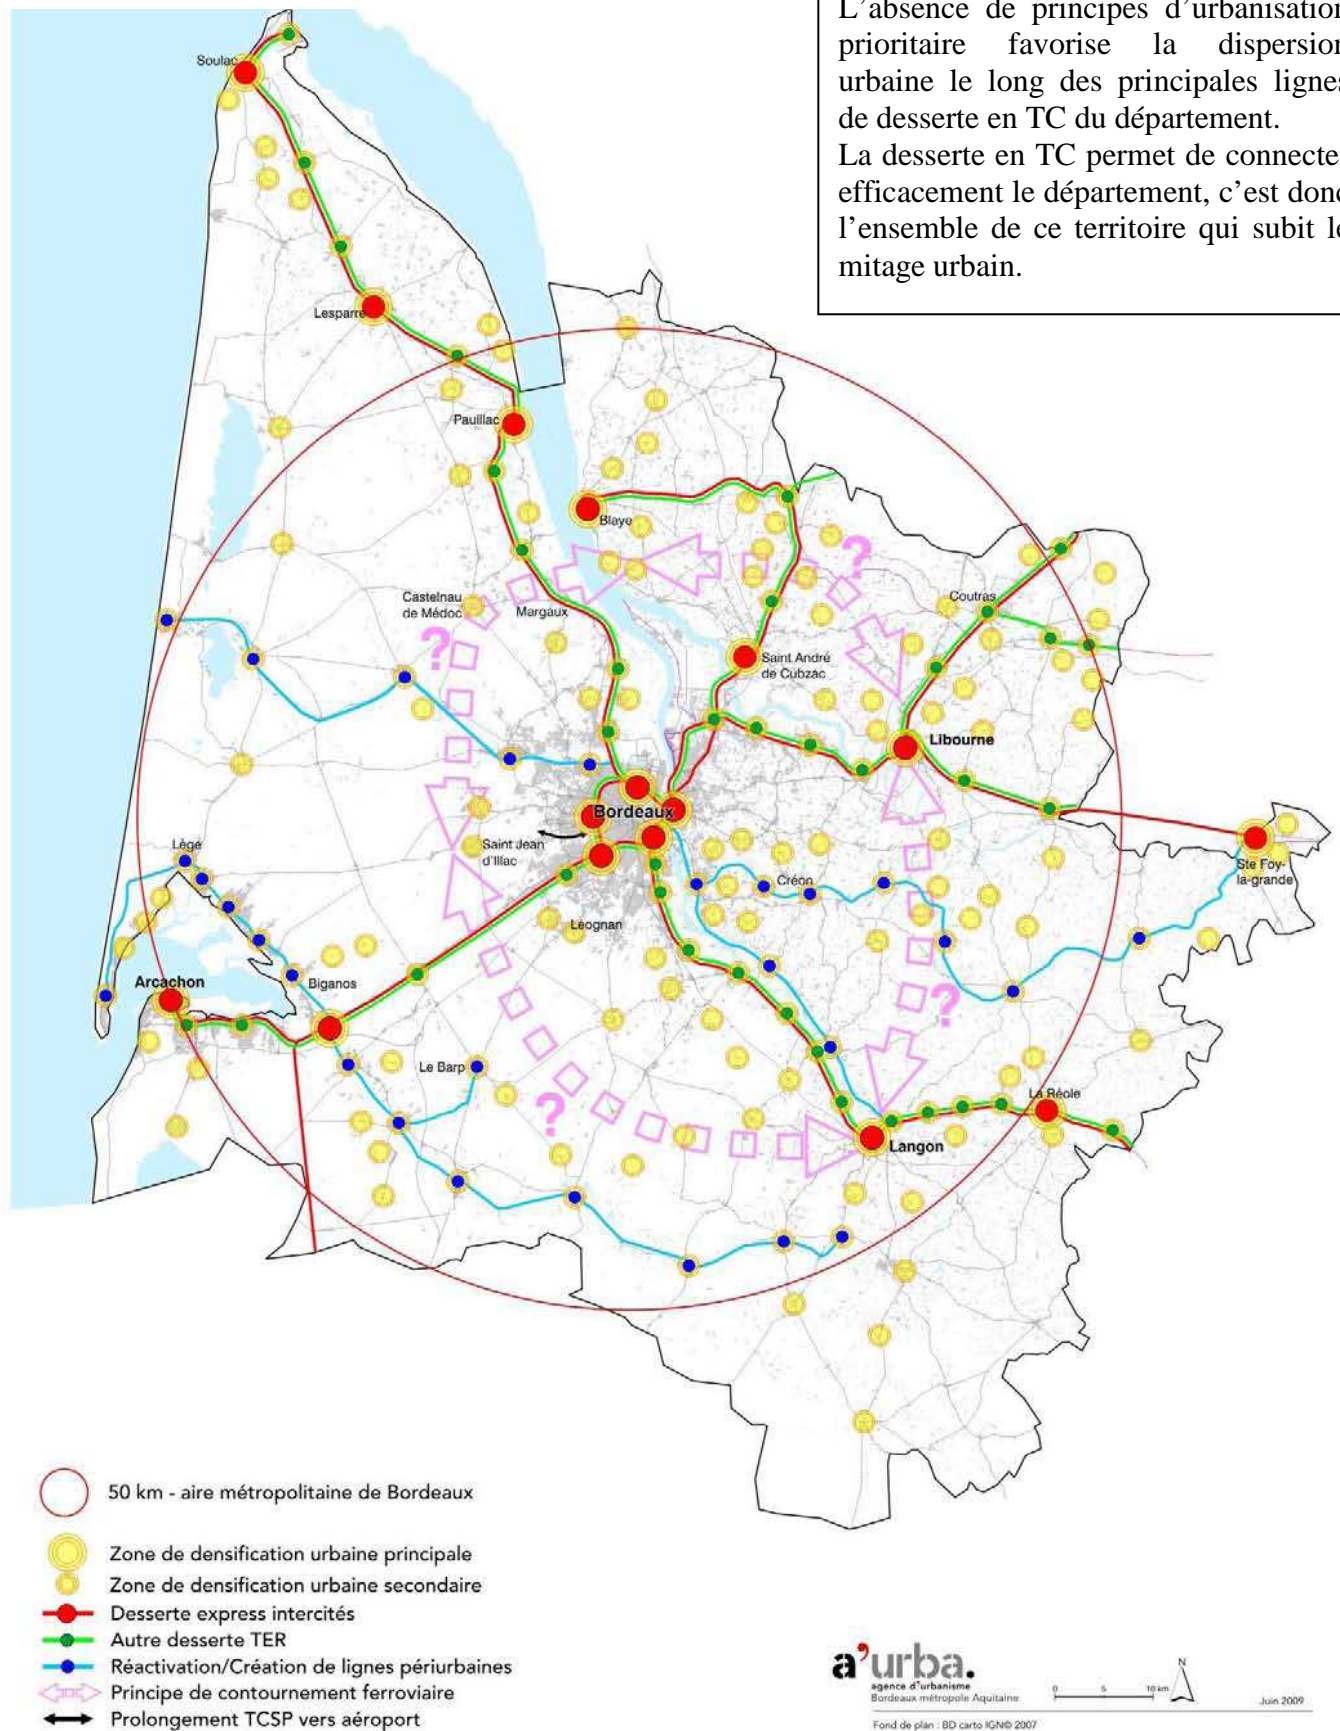 L'absence de principes d'urbanisation
prioritaire favorise la dispersion
urbaine le long des principales lignes
de desserte en TC du département.
La desserte en TC permet de connecter
efficacement le département, c'est donc
l'ensemble de ce territoire qui subit le
mitage urbain.
Soulac
Lesparre
Pauillac
Blaye
?
Castelnau
de Médoc
Margaux
Coutras
?
Saint André
de Cubzac
Libourne
Bordeaux
Saint Jean
d'Illac
Lège
Ste Foy-
la-grande
Créon
Léognan
Arcachon
Biganos
?
Le Barp
?
La Réole
Langon
50 km - aire métropolitaine de Bordeaux
Zone de densification urbaine principale
Zone de densification urbaine secondaire
Desserte express intercités
Autre desserte TER
Réactivation/Création de lignes périurbaines
Principe de contournement ferroviaire
Prolongement TCSP vers aéroport
a'urba.
agence d'urbanisme
Bordeaux métropole Aquitaine
0 5 10 km
N
Juin 2009
Fond de plan : BD carto IGN© 2007